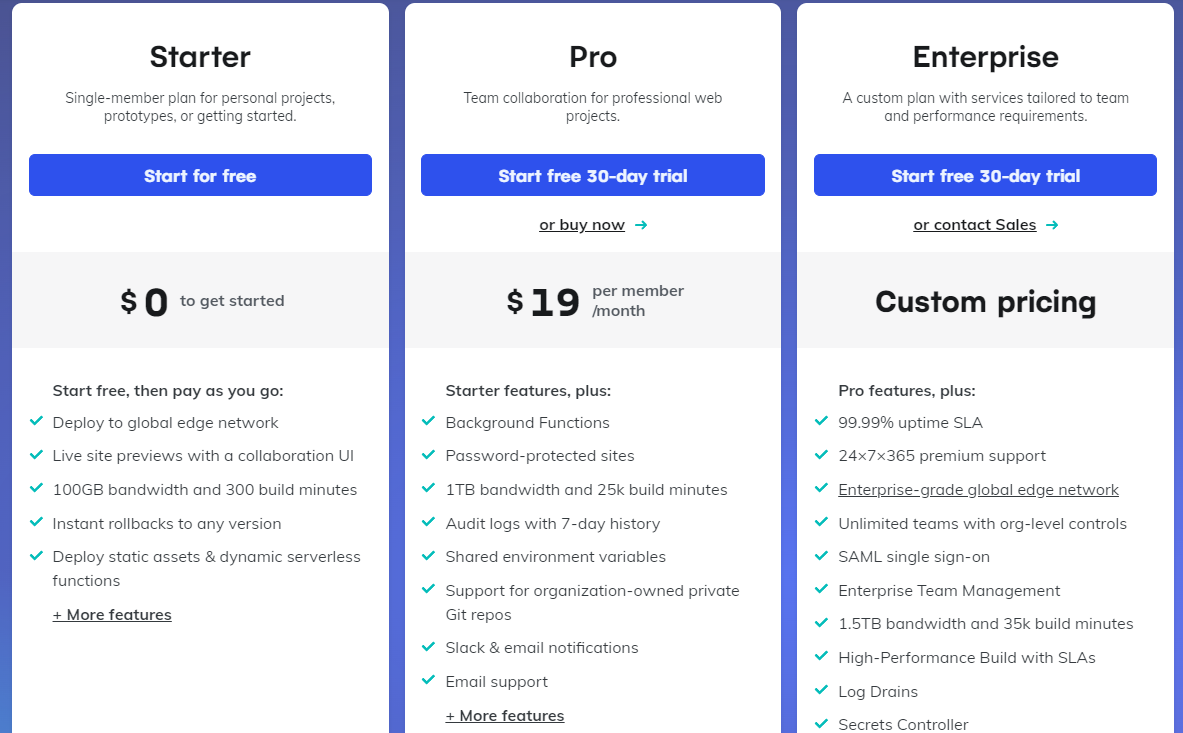 Starter
Single-member plan for personal projects,
prototypes, or getting started.
Start for free
$ 0 to get started
Start free, then pay as you go:
Deploy to global edge network
Live site previews with a collaboration UI
100GB bandwidth and 300 build minutes
Instant rollbacks to any version
Deploy static assets & dynamic serverless
functions
+ More features
Pro
Team collaboration for professional web
projects.
Start free 30-day trial
or buy now →
$ 19 per member
/month
Starter features, plus:
Background Functions
Password-protected sites
1TB bandwidth and 25k build minutes
Audit logs with 7-day history
Shared environment variables
Support for organization-owned private
Git repos
Slack & email notifications
Email support
+ More features
Enterprise
A custom plan with services tailored to team
and performance requirements.
Start free 30-day trial
or contact Sales →
Custom pricing
Pro features, plus:
99.99% uptime SLA
24×7×365 premium support
Enterprise-grade global edge network
Unlimited teams with org-level controls
SAML single sign-on
Enterprise Team Management
1.5TB bandwidth and 35k build minutes
High-Performance Build with SLAs
Log Drains
Secrets Controller